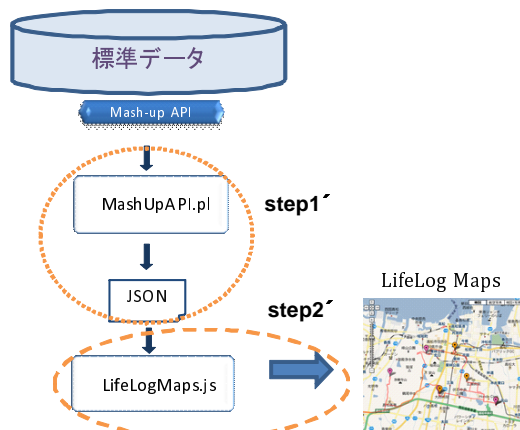 標準データ
Mash-up API
MashUpAPI.pl
step1´
JSON
step2´
LifeLog Maps
LifeLogMaps.js